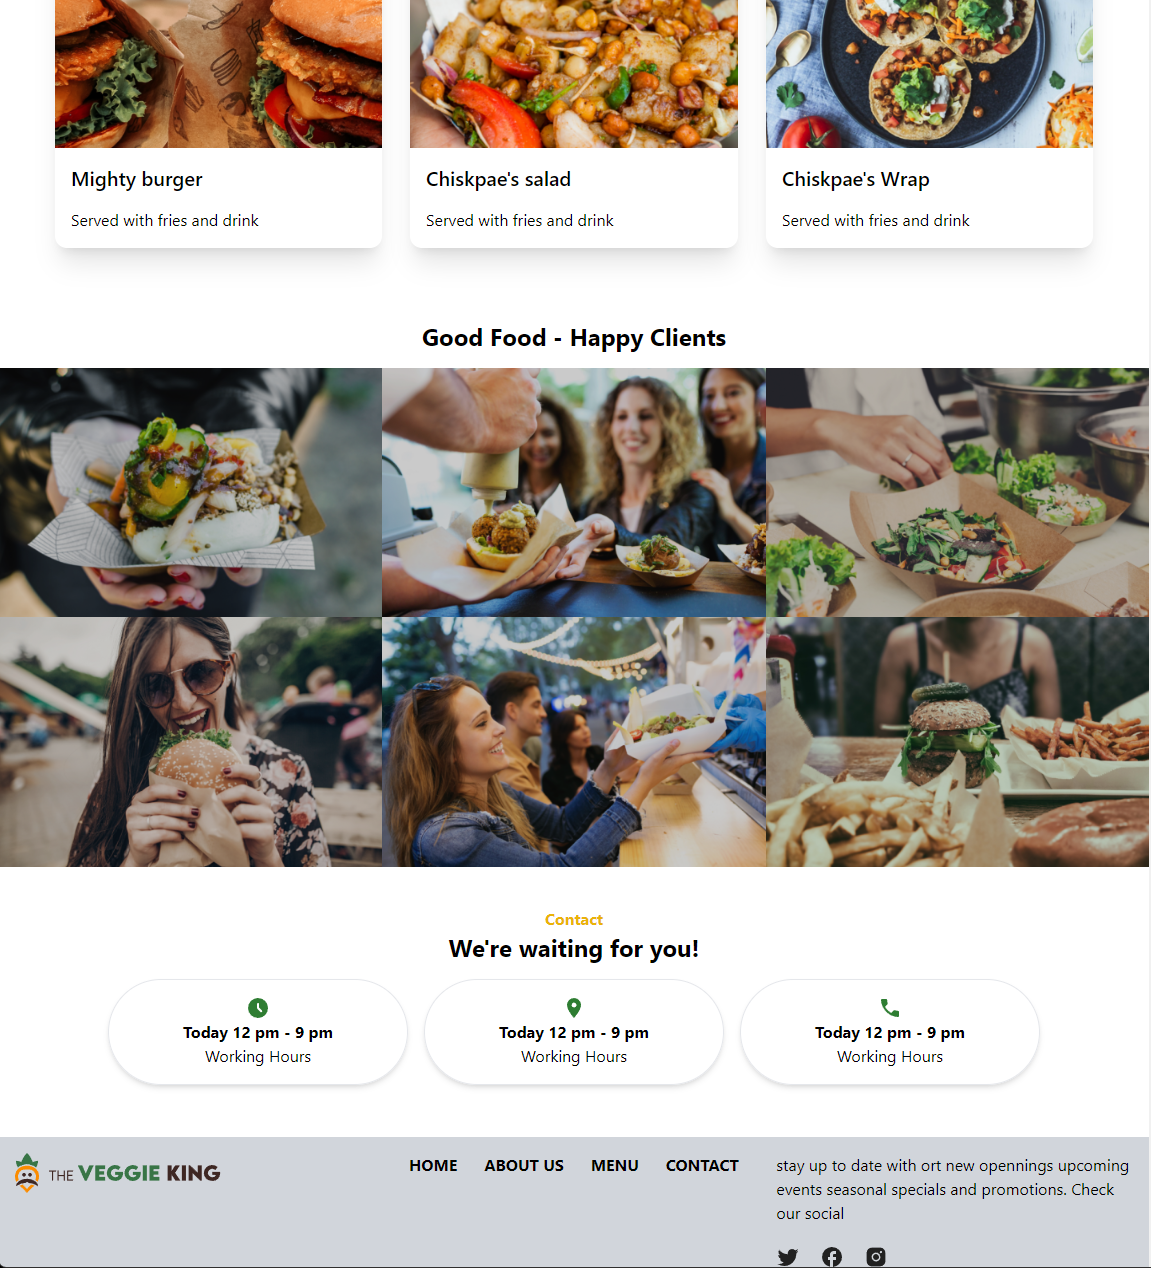 Mighty burger
Served with fries and drink
Chiskpae's salad
Served with fries and drink
Chiskpae's Wrap
Served with fries and drink
Good Food - Happy Clients
Contact
We're waiting for you!
Today 12 pm - 9 pm
Working Hours
Today 12 pm - 9 pm
Working Hours
Today 12 pm - 9 pm
Working Hours
THE VEGGIE KING
HOME
ABOUT US
MENU
CONTACT
stay up to date with ort new opennings upcoming
events seasonal specials and promotions. Check
our social